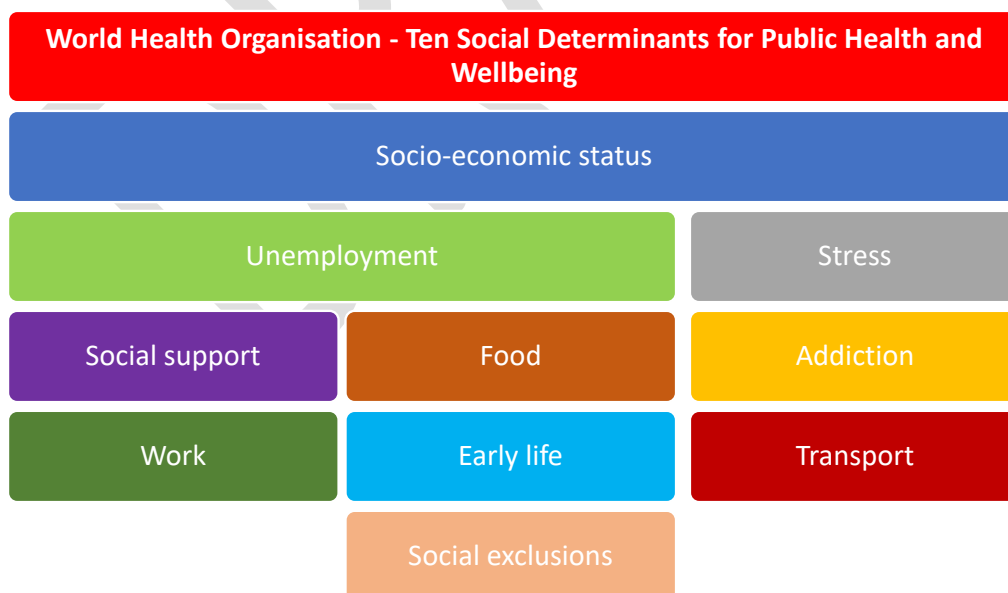 World Health Organisation - Ten Social Determinants for Public Health and
Wellbeing
Socio-economic status
Unemployment
Stress
Social support
Food
Addiction
Work
Early life
Transport
Social exclusions